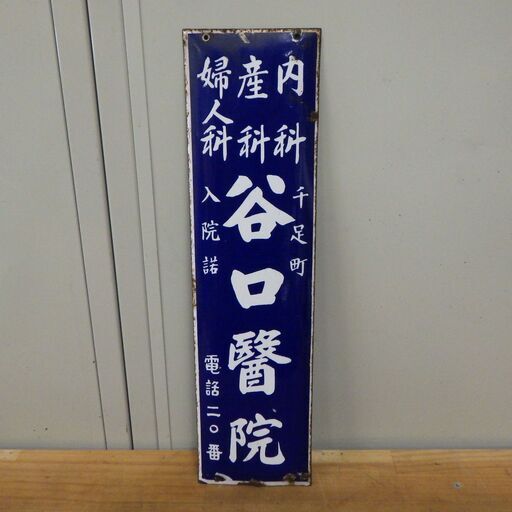 内科
産科
婦人科
千足町
谷口醫院
入院諾
電話二〇番